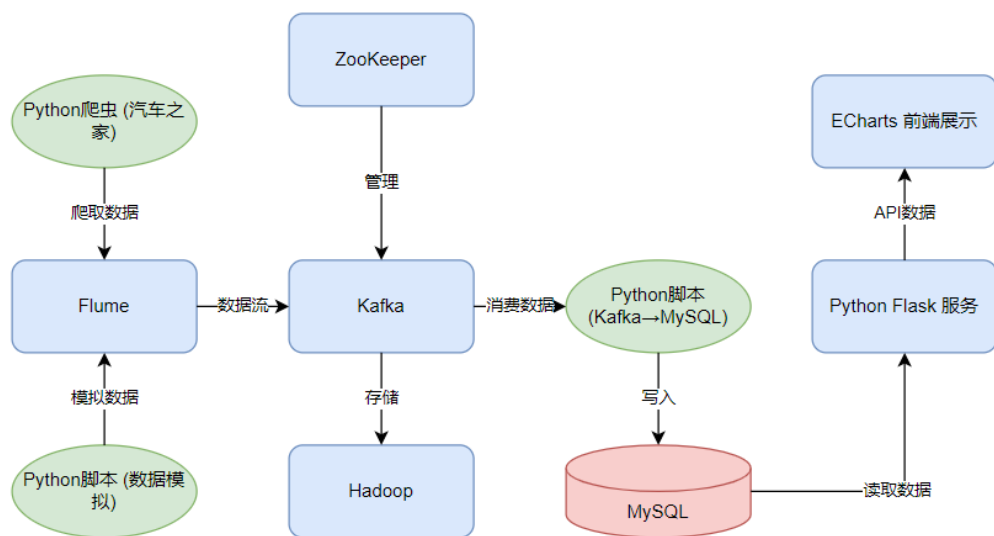 ZooKeeper
Python爬虫 (汽车之
家)
ECharts 前端展示
管理
爬取数据
API数据
Flume
数据流
Kafka
消费数据
Python脚本
(Kafka→MySQL)
Python Flask 服务
模拟数据
存储
写入
Python脚本 (数据模
拟)
Hadoop
MySQL
读取数据